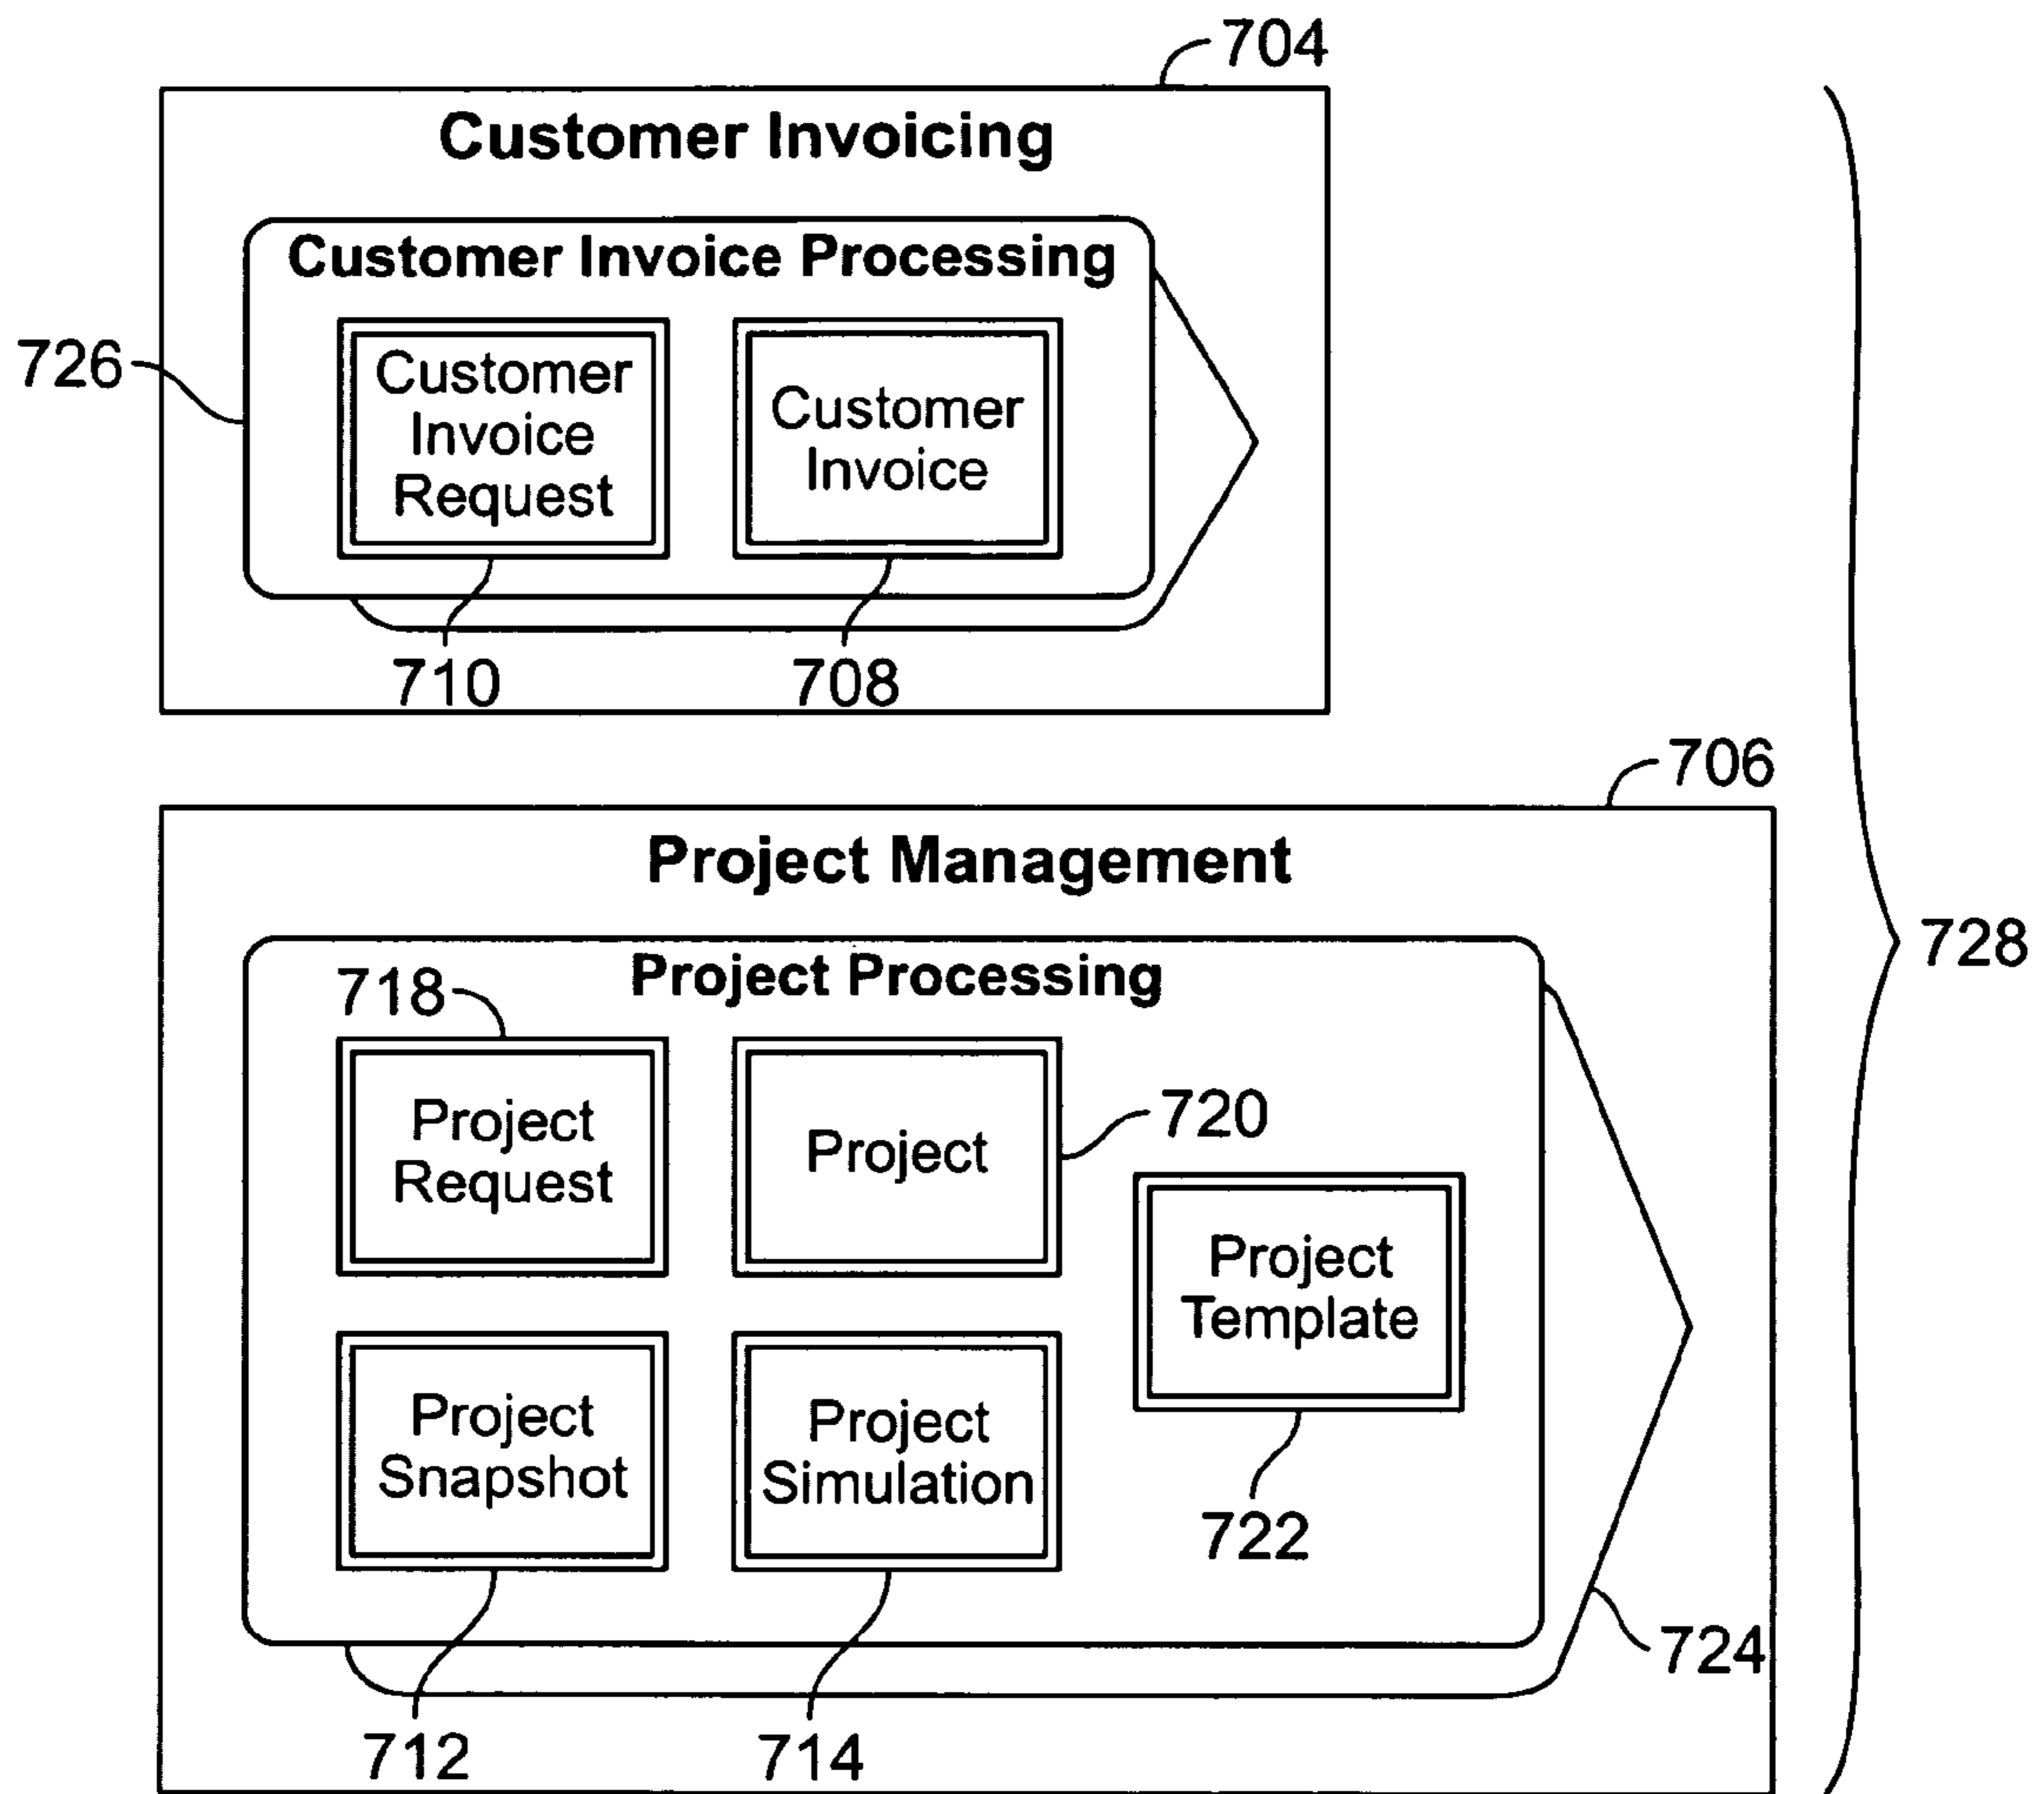 704
Customer Invoicing
Customer Invoice Processing
726
Customer
Invoice
Request
Customer
Invoice
710
708
706
Project Management
728
Project Processing
718
Project
Request
Project
720
Project
Template
Project
Snapshot
Project
Simulation
722
724
712
714